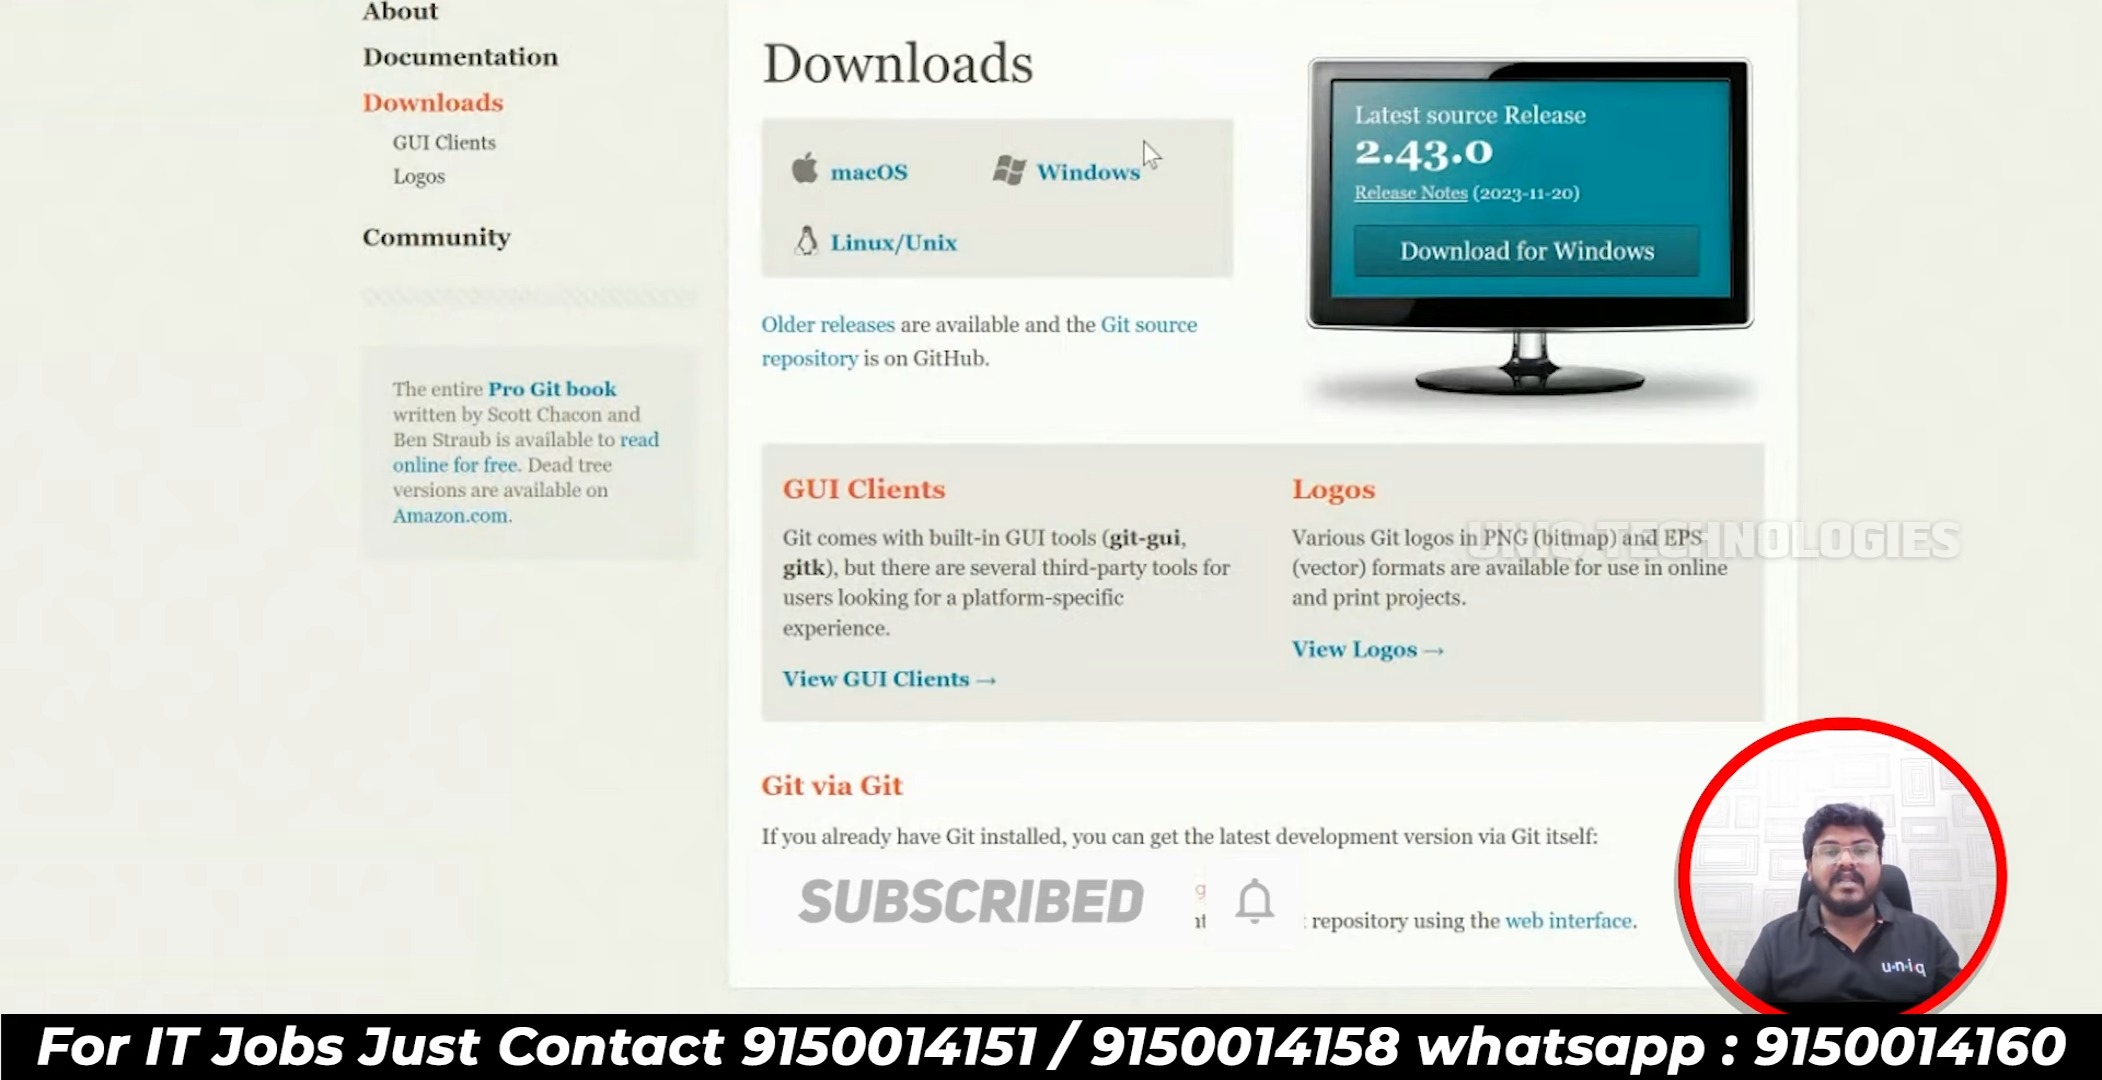 About
Documentation
Downloads
GUI Clients
Logos
Community
The entire Pro Git book
written by Scott Chacon and
Ben Straub is available to read
online for free. Dead tree
versions are available on
Amazon.com.
Downloads
macOS
Windows
Linux/Unix
Older releases are available and the Git source
repository is on GitHub.
Latest source Release
2.43.0
Release Notes (2023-11-20)
Download for Windows
GUI Clients
Git comes with built-in GUI tools (git-gui,
gitk), but there are several third-party tools for
users looking for a platform-specific
experience.
View GUI Clients →
Logos
Various Git logos in PNG (bitmap) and EPS
(vector) formats are available for use in online
and print projects.
View Logos →
UNIQ TECHNOLOGIES
Git via Git
If you already have Git installed, you can get the latest development version via Git itself:
SUBSCRIBED
repository using the web interface.
u·n·i·q
For IT Jobs Just Contact 9150014151 / 9150014158 whatsapp : 9150014160